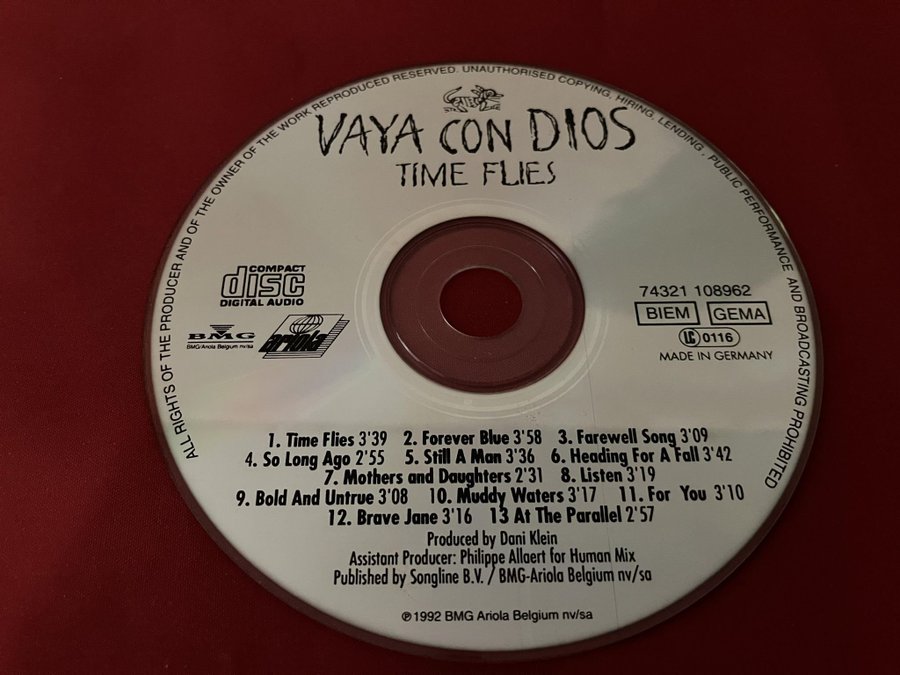 ALL RIGHTS OF THE PRODUCER AND OF THE OWNER OF THE WORK REPRODUCED RESERVED. UNAUTHORISED COPYING, HIRING, LENDING - PUBLIC PERFORMANCE AND BROADCASTING PROHIBITED
VAYA CON DIOS
TIME FLIES
COMPACT
disc
DIGITAL AUDIO
BMG
BMG/Ariola Belgium nv/sa
ariola
74321 108962
BIEM GEMA
LC 0116
MADE IN GERMANY
1. Time Flies 3'39 2. Forever Blue 3'58 3. Farewell Song 3'09
4. So Long Ago 2'55 5. Still A Man 3'36 6. Heading For A Fall 3'42
7. Mothers and Daughters 2'31 8. Listen 3'19
9. Bold And Untrue 3'08 10. Muddy Waters 3'17 11. For You 3'10
12. Brave Jane 3'16 13 At The Parallel 2'57
Produced by Dani Klein
Assistant Producer: Philippe Allaert for Human Mix
Published by Songline B.V. / BMG-Ariola Belgium nv/sa
℗ 1992 BMG Ariola Belgium nv/sa